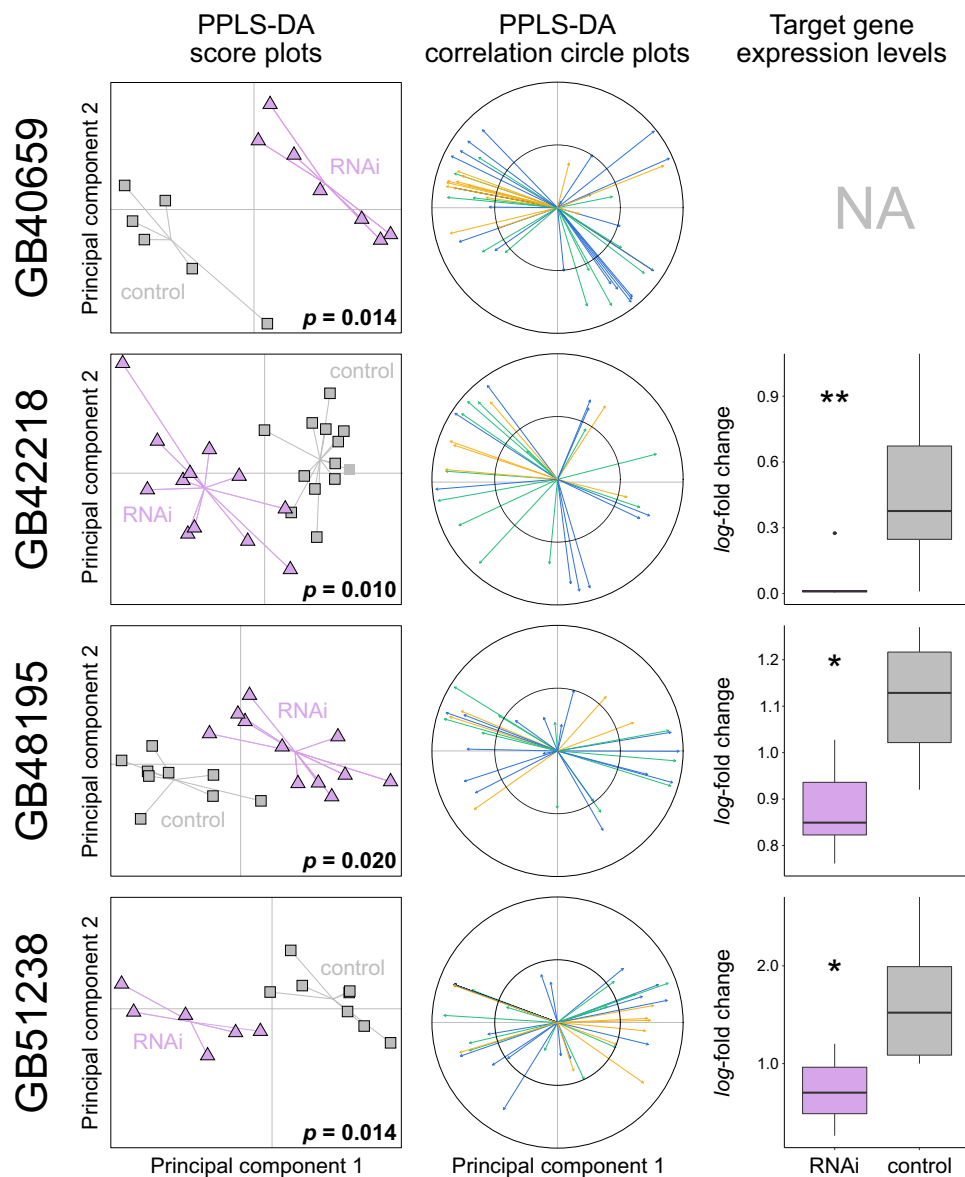 PPLS-DA
score plots
PPLS-DA
correlation circle plots
Target gene
expression levels
GB40659
Principal component 2
RNAi
control
p = 0.014
NA
GB42218
Principal component 2
control
RNAi
p = 0.010
log-fold change
0.9
0.6
0.3
0.0
**
GB48195
Principal component 2
RNAi
control
p = 0.020
log-fold change
1.2
1.1
1.0
0.9
0.8
*
GB51238
Principal component 2
control
RNAi
p = 0.014
log-fold change
2.0
1.0
*
Principal component 1
Principal component 1
RNAi
control